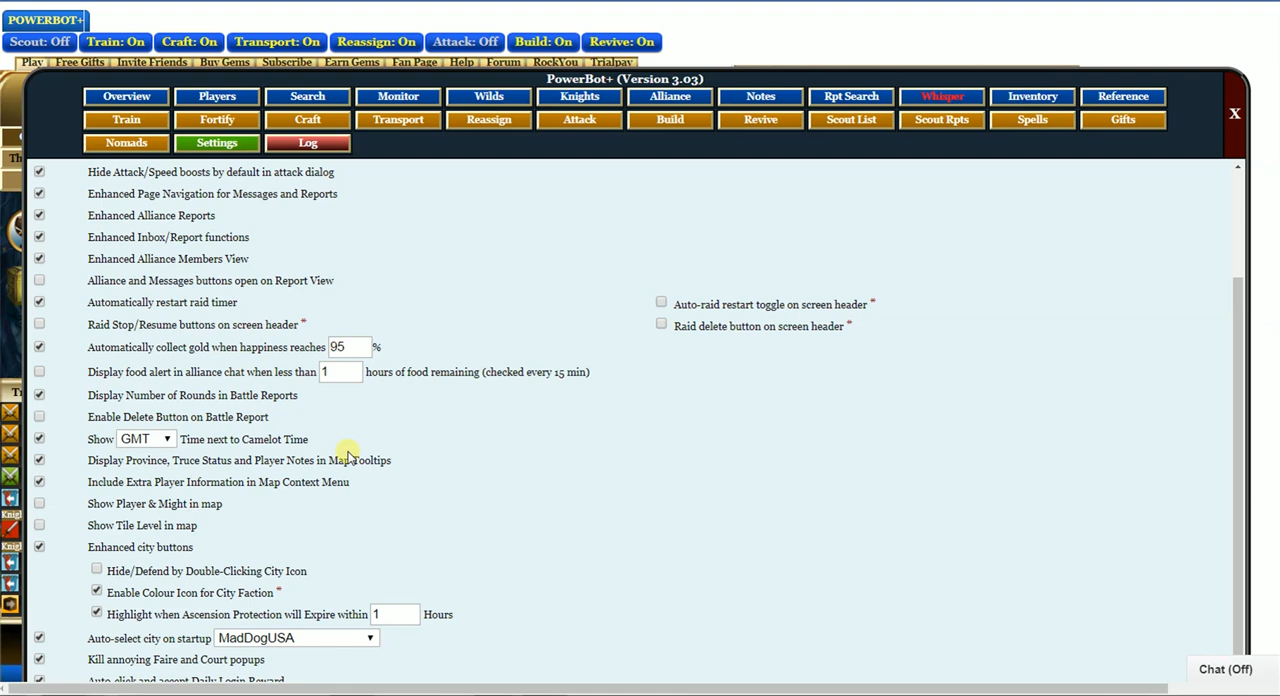 POWERBOT+
Scout: Off Train: On Craft: On Transport: On Reassign: On Attack: Off Build: On Revive: On
Play Free Gifts Invite Friends Buy Gems Subscribe Earn Gems Fan Page Help Forum RockYou Trialpay
PowerBot+ (Version 3.03)
Overview Players Search Monitor Wilds Knights Alliance Notes Rpt Search Whisper Inventory Reference
X
Train Fortify Craft Transport Reassign Attack Build Revive Scout List Scout Rpts Spells Gifts
Nomads Settings Log
Hide Attack/Speed boosts by default in attack dialog
Enhanced Page Navigation for Messages and Reports
Enhanced Alliance Reports
Enhanced Inbox/Report functions
Enhanced Alliance Members View
Alliance and Messages buttons open on Report View
Automatically restart raid timer Auto-raid restart toggle on screen header *
Raid Stop/Resume buttons on screen header * Raid delete button on screen header *
Automatically collect gold when happiness reaches 95 %
Display food alert in alliance chat when less than 1 hours of food remaining (checked every 15 min)
Display Number of Rounds in Battle Reports
Enable Delete Button on Battle Report
Show GMT Time next to Camelot Time
Display Province, Truce Status and Player Notes in Map Tooltips
Include Extra Player Information in Map Context Menu
Show Player & Might in map
Show Tile Level in map
Enhanced city buttons
Hide/Defend by Double-Clicking City Icon
Enable Colour Icon for City Faction *
Highlight when Ascension Protection will Expire within 1 Hours
Auto-select city on startup MadDogUSA
Kill annoying Faire and Court popups
Auto-click and accept Daily Login Reward
Chat (Off)